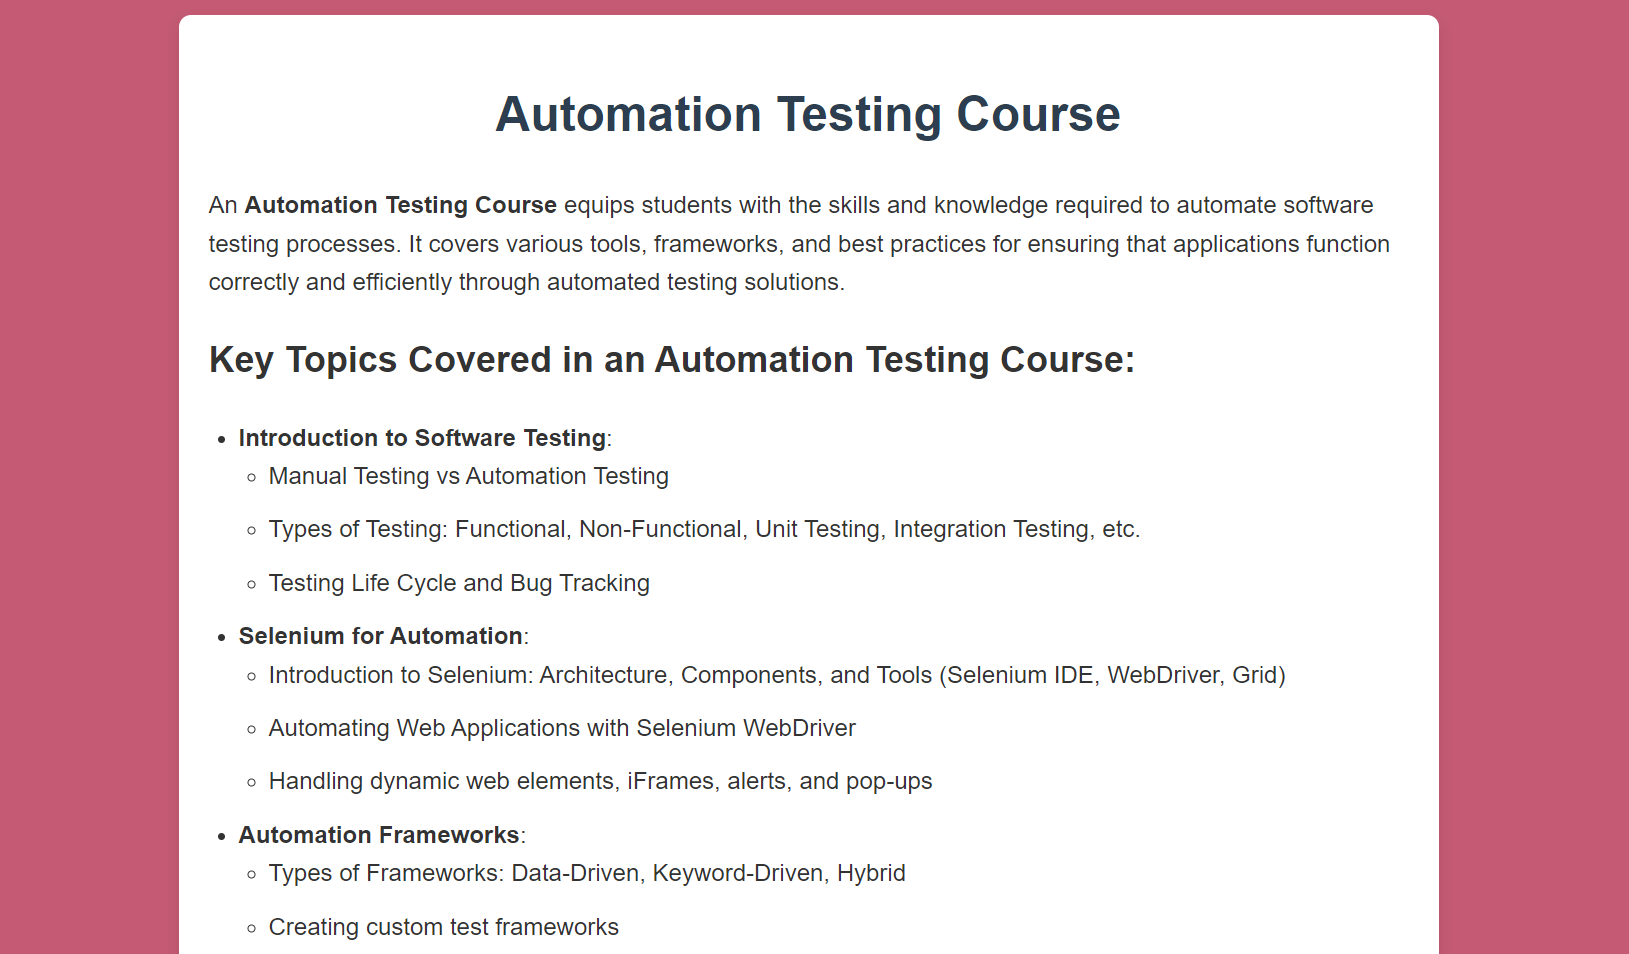 Automation Testing Course
An Automation Testing Course equips students with the skills and knowledge required to automate software
testing processes. It covers various tools, frameworks, and best practices for ensuring that applications function
correctly and efficiently through automated testing solutions.
Key Topics Covered in an Automation Testing Course:
• Introduction to Software Testing:
◦ Manual Testing vs Automation Testing
◦ Types of Testing: Functional, Non-Functional, Unit Testing, Integration Testing, etc.
◦ Testing Life Cycle and Bug Tracking
• Selenium for Automation:
◦ Introduction to Selenium: Architecture, Components, and Tools (Selenium IDE, WebDriver, Grid)
◦ Automating Web Applications with Selenium WebDriver
◦ Handling dynamic web elements, iFrames, alerts, and pop-ups
• Automation Frameworks:
◦ Types of Frameworks: Data-Driven, Keyword-Driven, Hybrid
◦ Creating custom test frameworks